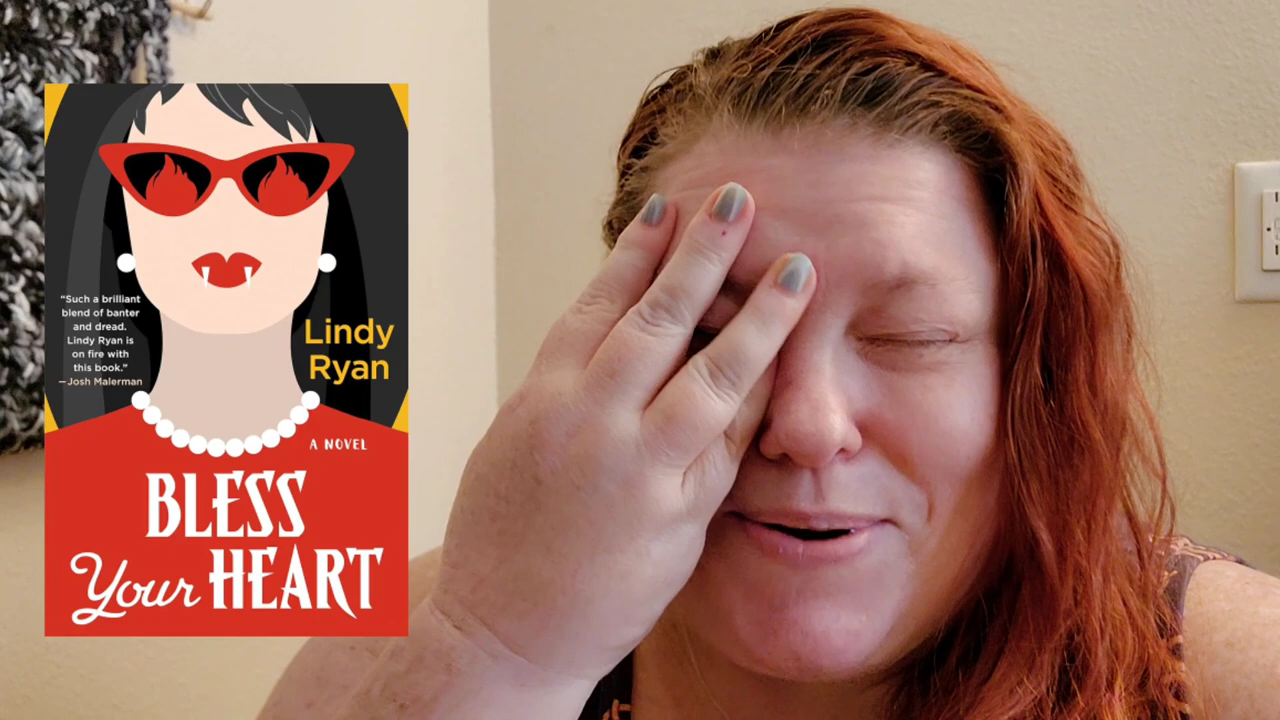 “Such a brilliant
blend of banter
and dread.
Lindy Ryan is
on fire with
this book.”
—Josh Malerman
Lindy
Ryan
A NOVEL
BLESS
Your HEART